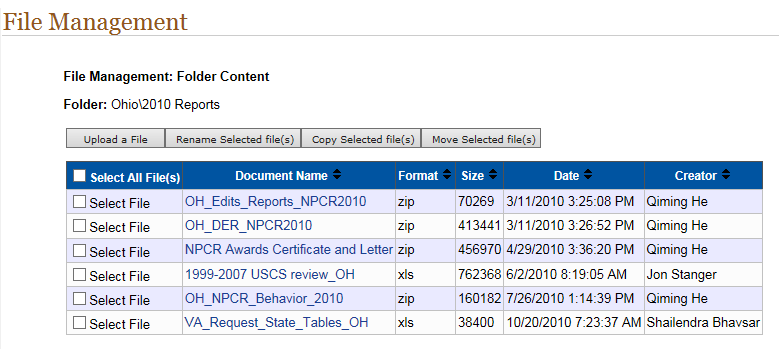 File Management
File Management: Folder Content
Folder: Ohio\2010 Reports
Upload a File Rename Selected file(s) Copy Selected file(s) Move Selected file(s)
Select All File(s) Document Name Format Size Date Creator
Select File OH_Edits_Reports_NPCR2010 zip 70269 3/11/2010 3:25:08 PM Qiming He
Select File OH_DER_NPCR2010 zip 413441 3/11/2010 3:26:52 PM Qiming He
Select File NPCR Awards Certificate and Letter zip 456970 4/29/2010 3:36:20 PM Qiming He
Select File 1999-2007 USCS review_OH xls 762368 6/2/2010 8:19:05 AM Jon Stanger
Select File OH_NPCR_Behavior_2010 zip 160182 7/26/2010 1:14:39 PM Qiming He
Select File VA_Request_State_Tables_OH xls 38400 10/20/2010 7:23:37 AM Shailendra Bhavsar